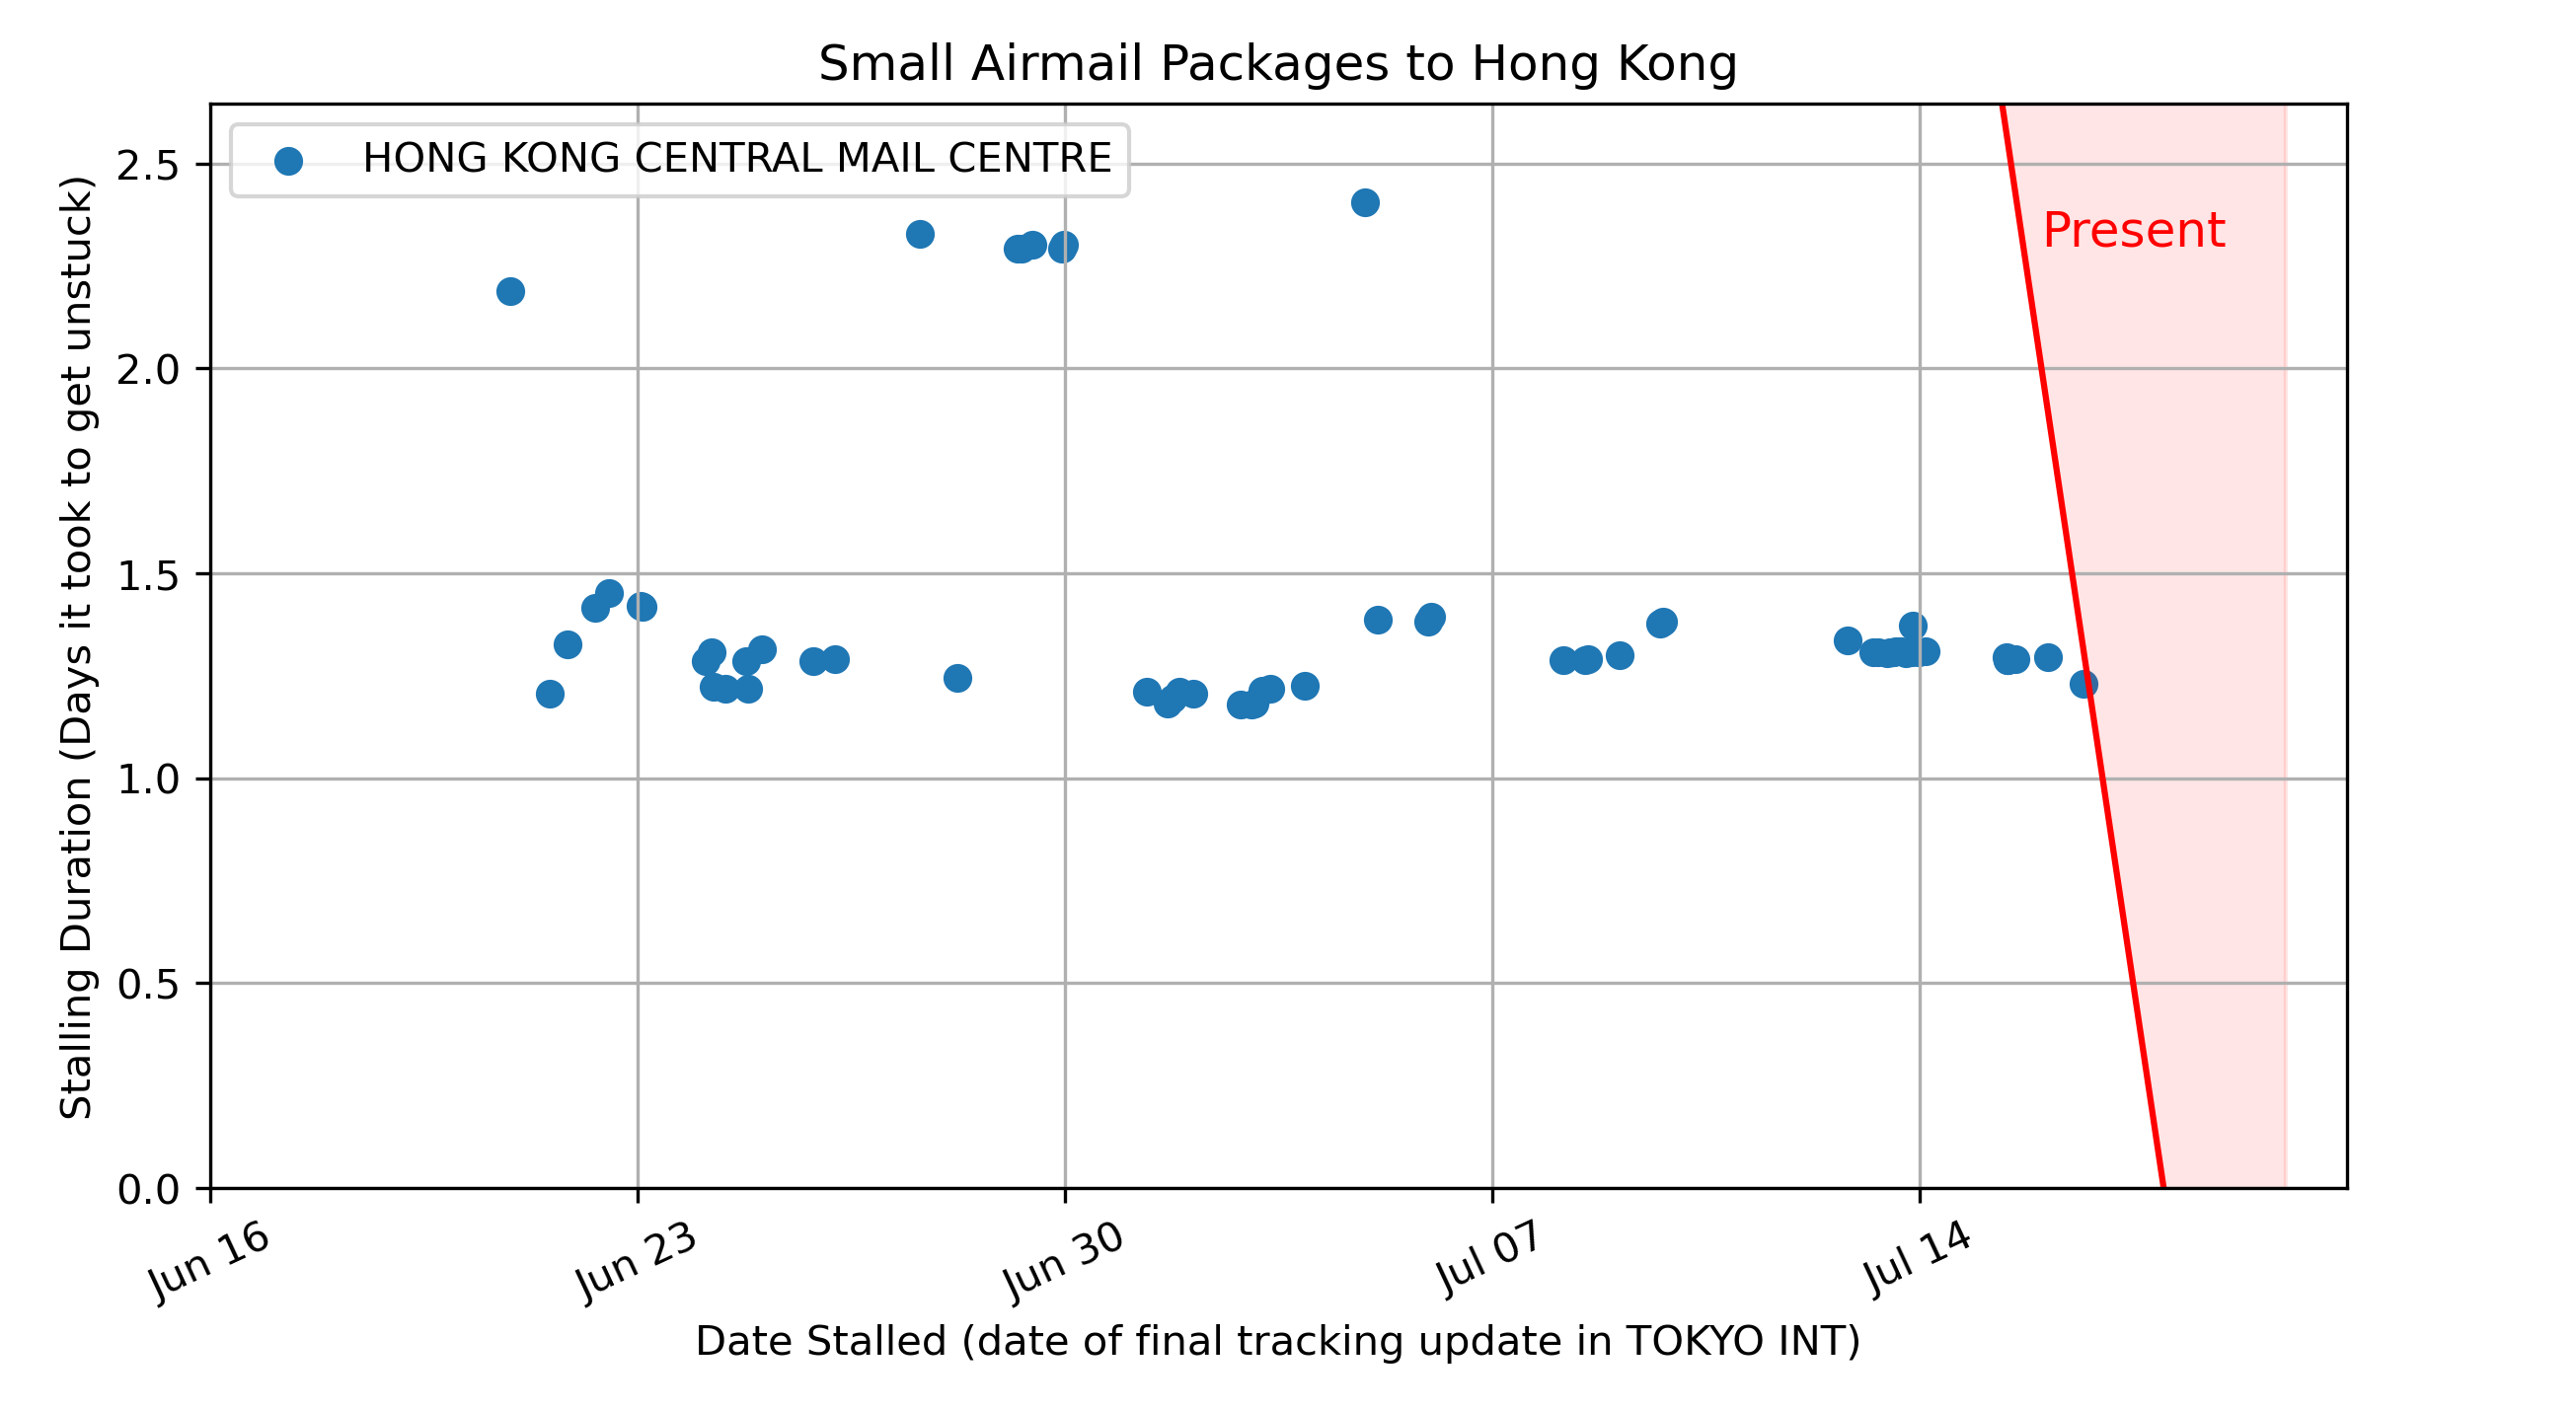 Small Airmail Packages to Hong Kong
HONG KONG CENTRAL MAIL CENTRE
Present
Stalling Duration (Days it took to get unstuck)
2.5
2.0
1.5
1.0
0.5
0.0
Jun 16
Jun 23
Jun 30
Jul 07
Jul 14
Date Stalled (date of final tracking update in TOKYO INT)